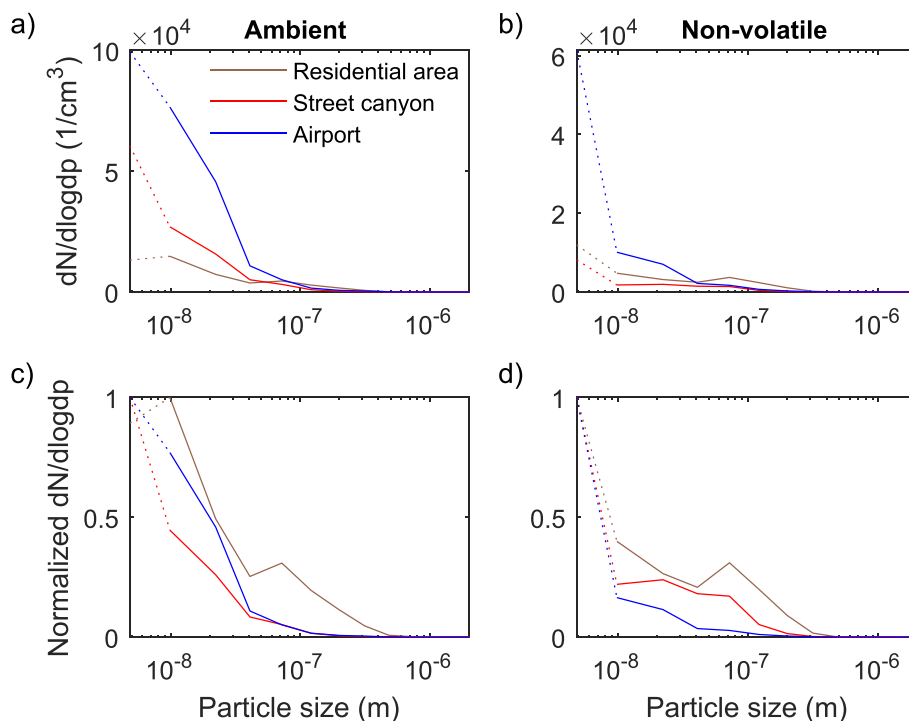 a)
Ambient
× 10^4
10
5
0
dN/dlogdp (1/cm^3)
Residential area
Street canyon
Airport
10^-8
10^-7
10^-6
b)
Non-volatile
× 10^4
6
4
2
0
10^-8
10^-7
10^-6
c)
1
0.5
0
Normalized dN/dlogdp
10^-8
10^-7
10^-6
Particle size (m)
d)
1
0.5
0
10^-8
10^-7
10^-6
Particle size (m)